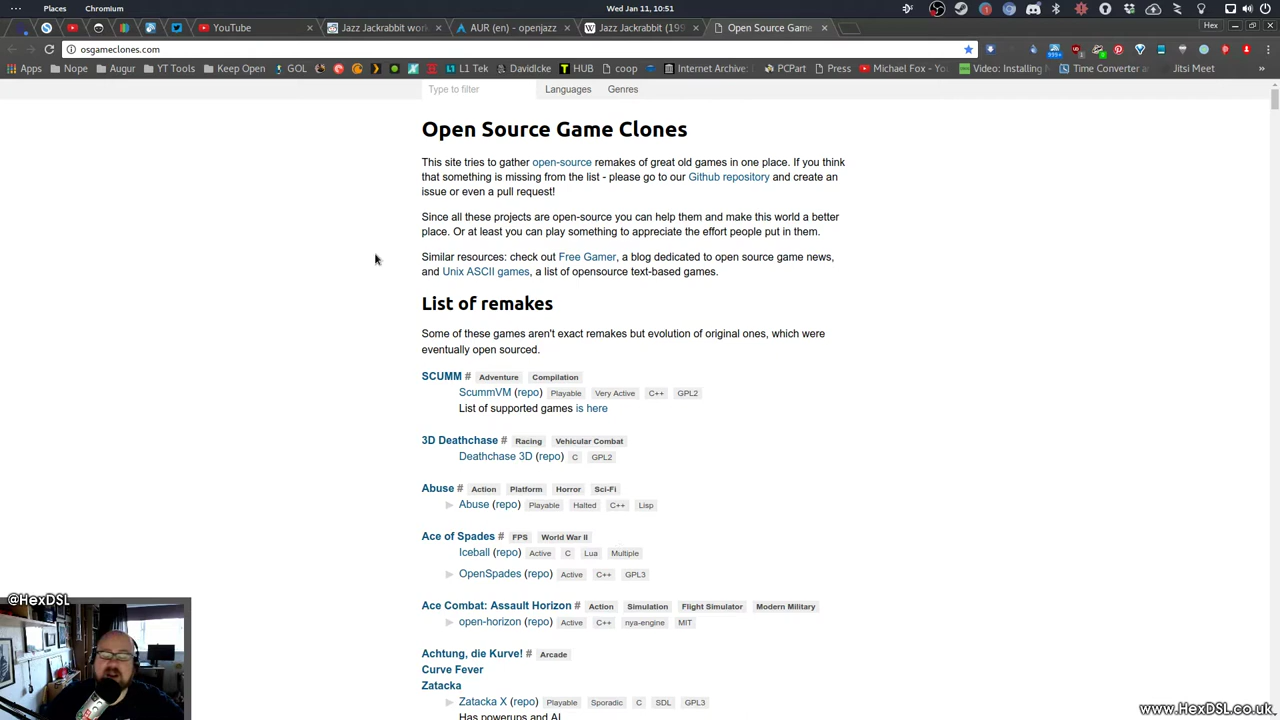 Places Chromium
Mon Jan 11, 10:51
YouTube
Jazz Jackrabbit work
AUR (en) - openjazz
Jazz Jackrabbit (199
Open Source Game
Hex
osgameclones.com
Apps Nope Augur YT Tools Keep Open GOL L1 Tek DavidIcke HUB coop Internet Archive: PCPart Press Michael Fox - Yo Video: Installing N Time Converter a Jitsi Meet »
Type to filter Languages Genres
Open Source Game Clones
This site tries to gather open-source remakes of great old games in one place. If you think
that something is missing from the list - please go to our Github repository and create an
issue or even a pull request!
Since all these projects are open-source you can help them and make this world a better
place. Or at least you can play something to appreciate the effort people put in them.
Similar resources: check out Free Gamer, a blog dedicated to open source game news,
and Unix ASCII games, a list of opensource text-based games.
List of remakes
Some of these games aren't exact remakes but evolution of original ones, which were
eventually open sourced.
SCUMM # Adventure Compilation
ScummVM (repo) Playable Very Active C++ GPL2
List of supported games is here
3D Deathchase # Racing Vehicular Combat
Deathchase 3D (repo) C GPL2
Abuse # Action Platform Horror Sci-Fi
Abuse (repo) Playable Halted C++ Lisp
Ace of Spades # FPS World War II
Iceball (repo) Active C Lua Multiple
OpenSpades (repo) Active C++ GPL3
Ace Combat: Assault Horizon # Action Simulation Flight Simulator Modern Military
open-horizon (repo) Active C++ nya-engine MIT
Achtung, die Kurve! # Arcade
Curve Fever
Zatacka
Zatacka X (repo) Playable Sporadic C SDL GPL3
Has powerups and AI
@HexDSL
www.HexDSL.co.uk